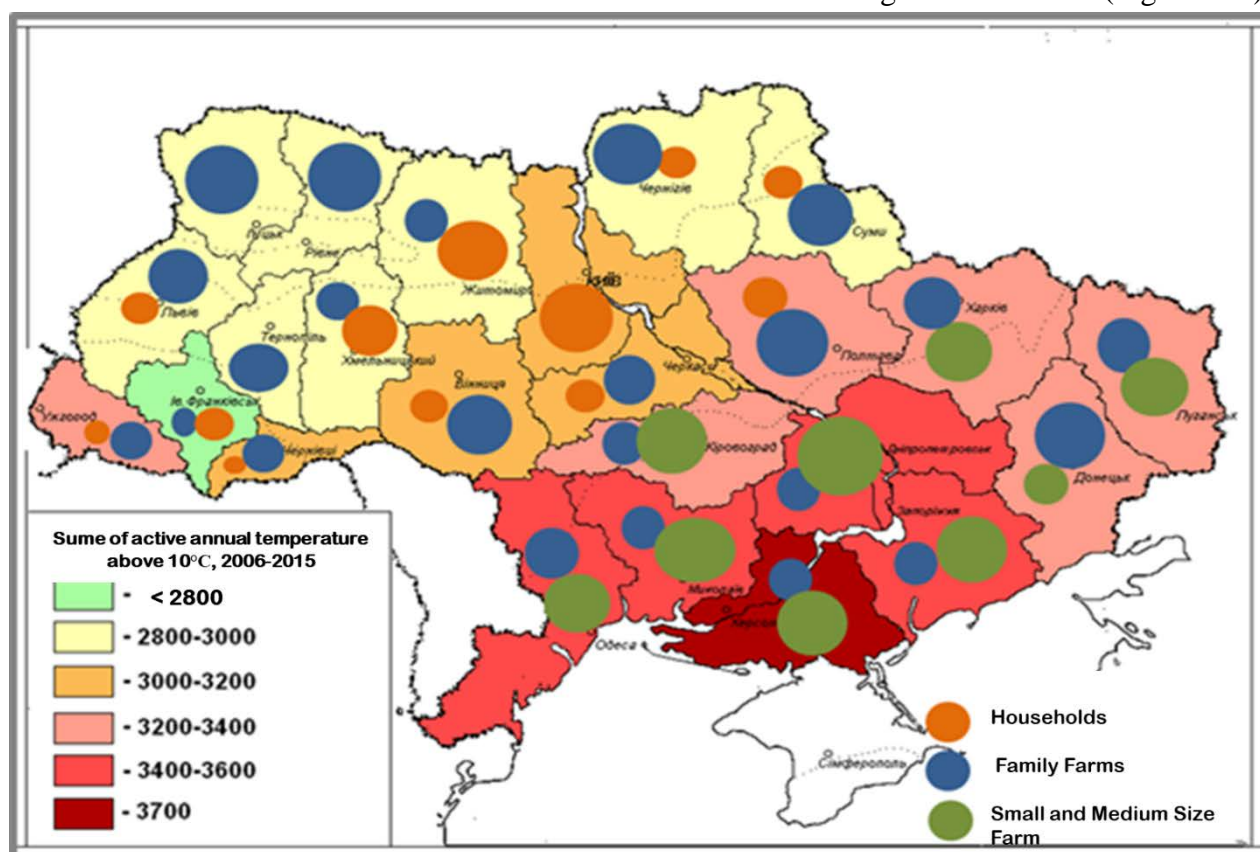 Чернігів
Суми
Луцьк
Рівне
Житомир
Київ
Львів
Тернопіль
Хмельницький
Полтава
Харків
Черкаси
Вінниця
Луганськ
Ів. Франківськ
Ужгород
Чернівці
Кіровоград
Дніпропетровськ
Донецьк
Запоріжжя
Миколаїв
Херсон
Одеса
Сімферополь
Sume of active annual temperature
above 10°C, 2006-2015
- < 2800
- 2800-3000
- 3000-3200
- 3200-3400
- 3400-3600
- 3700
Households
Family Farms
Small and Medium Size
Farm